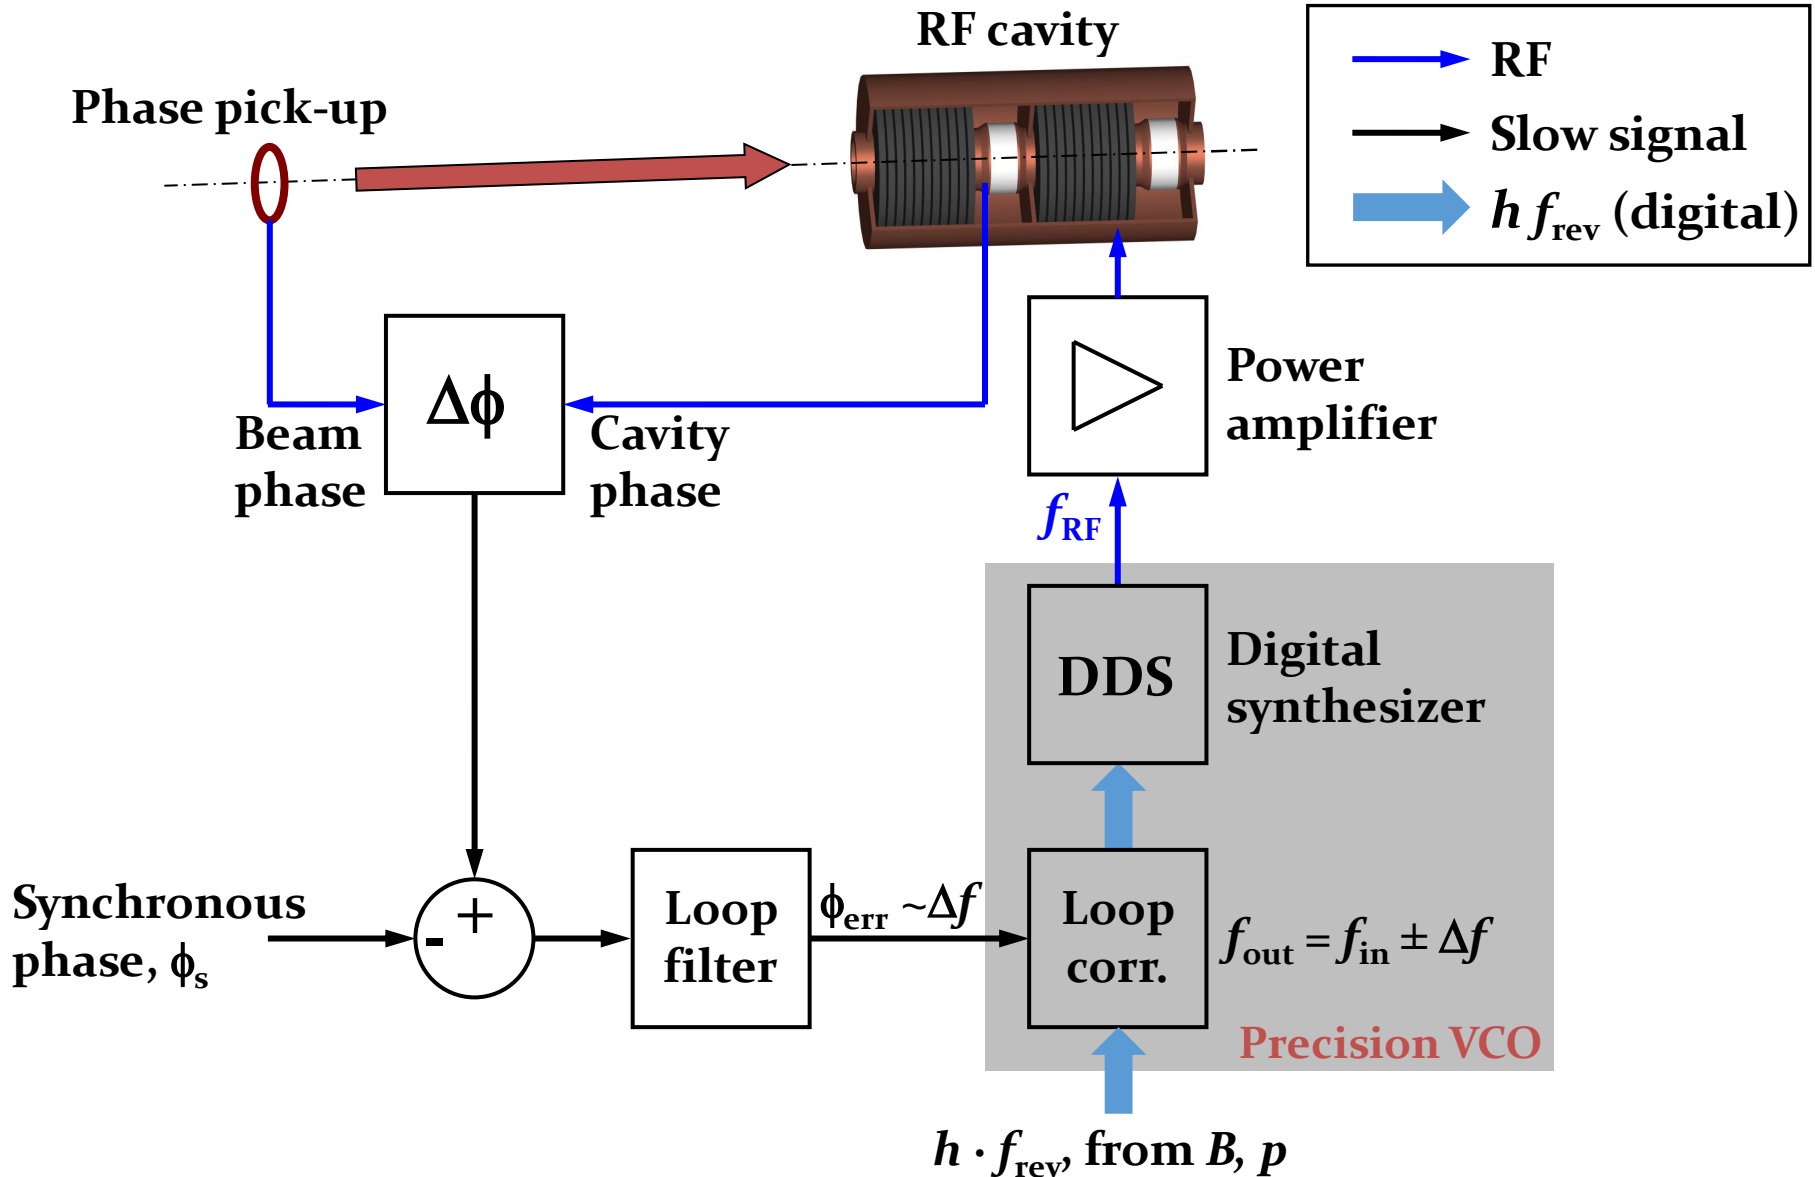 RF cavity
Phase pick-up
RF
Slow signal
h f_rev (digital)
Δϕ
Beam
phase
Cavity
phase
Power
amplifier
f_RF
DDS
Digital
synthesizer
Synchronous
phase, ϕ_s
+
-
Loop
filter
ϕ_err ~Δf
Loop
corr.
f_out = f_in ± Δf
Precision VCO
h · f_rev, from B, p